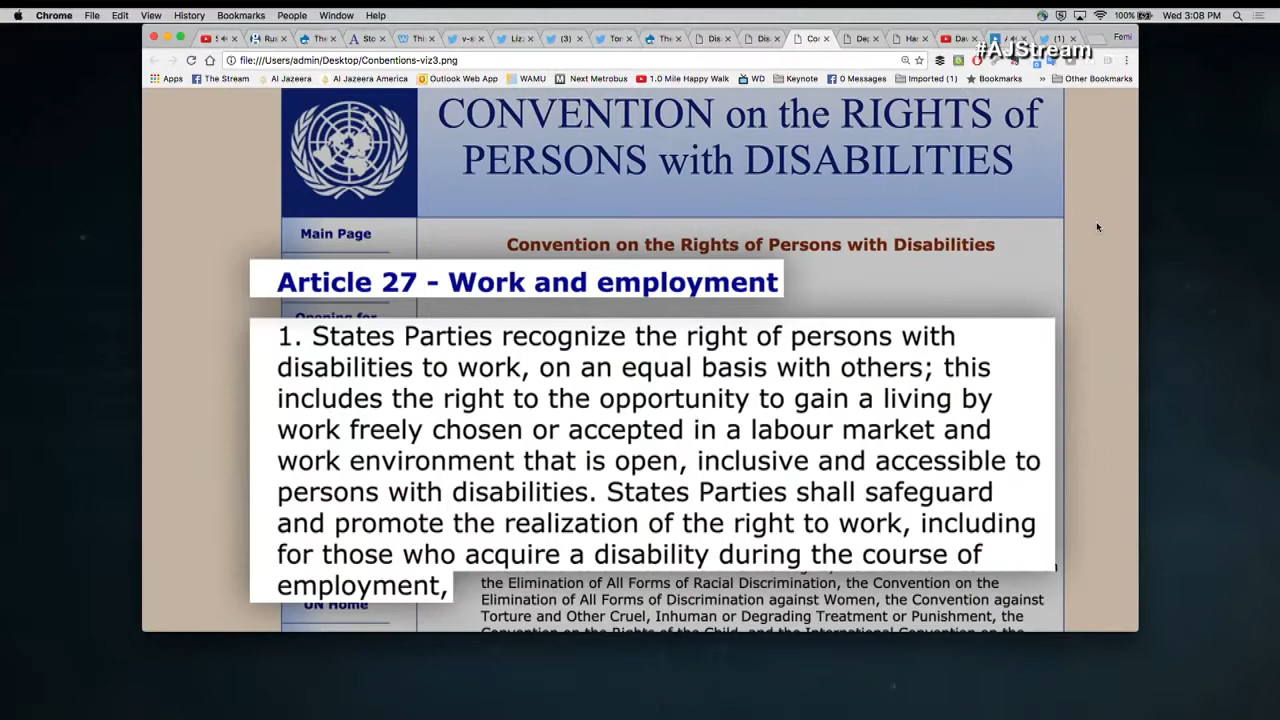 Chrome File Edit View History Bookmarks People Window Help 100% Wed 3:08 PM
Femi
#AJStream
file:///Users/admin/Desktop/Conbentions-viz3.png
Apps The Stream Al Jazeera Al Jazeera America Outlook Web App WAMU Next Metrobus 1.0 Mile Happy Walk WD Keynote 0 Messages Imported (1) Bookmarks » Other Bookmarks
CONVENTION on the RIGHTS of
PERSONS with DISABILITIES
Main Page
Convention on the Rights of Persons with Disabilities
Article 27 - Work and employment
1. States Parties recognize the right of persons with
disabilities to work, on an equal basis with others; this
includes the right to the opportunity to gain a living by
work freely chosen or accepted in a labour market and
work environment that is open, inclusive and accessible to
persons with disabilities. States Parties shall safeguard
and promote the realization of the right to work, including
for those who acquire a disability during the course of
employment,
the Elimination of All Forms of Racial Discrimination, the Convention on the
Elimination of All Forms of Discrimination against Women, the Convention against
Torture and Other Cruel, Inhuman or Degrading Treatment or Punishment, the
UN Home